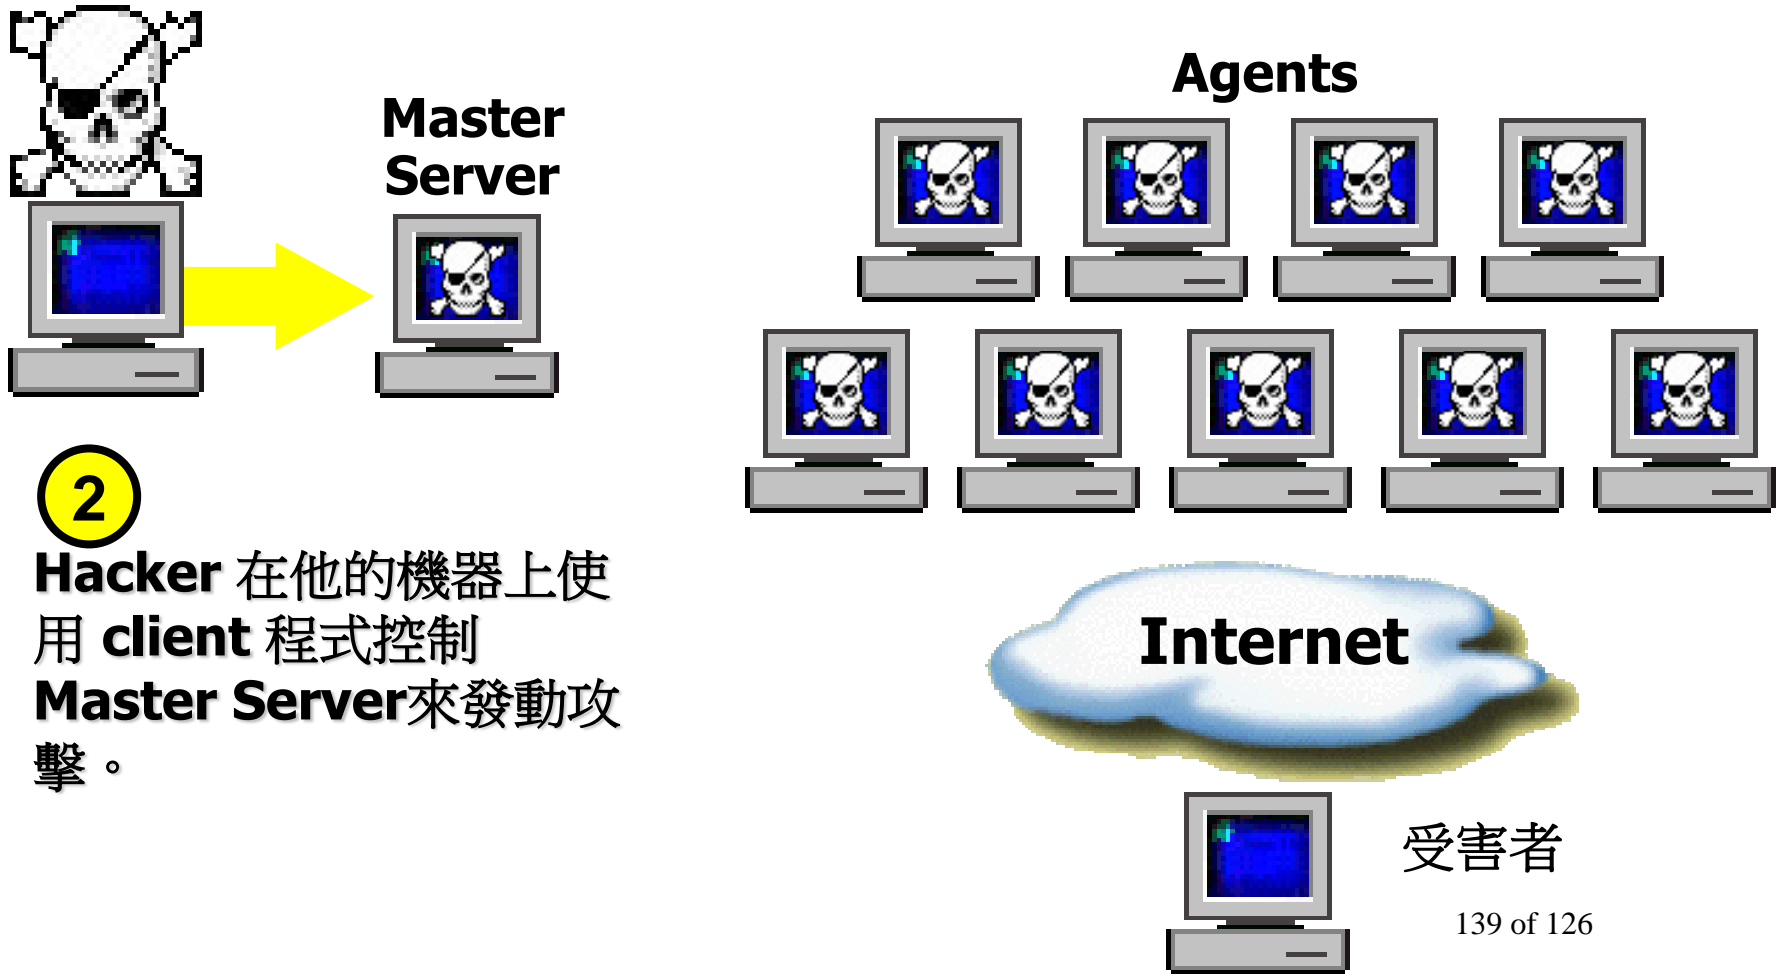 Master
Server
Agents
2
Hacker 在他的機器上使
用 client 程式控制
Master Server來發動攻
擊。
Internet
受害者
139 of 126